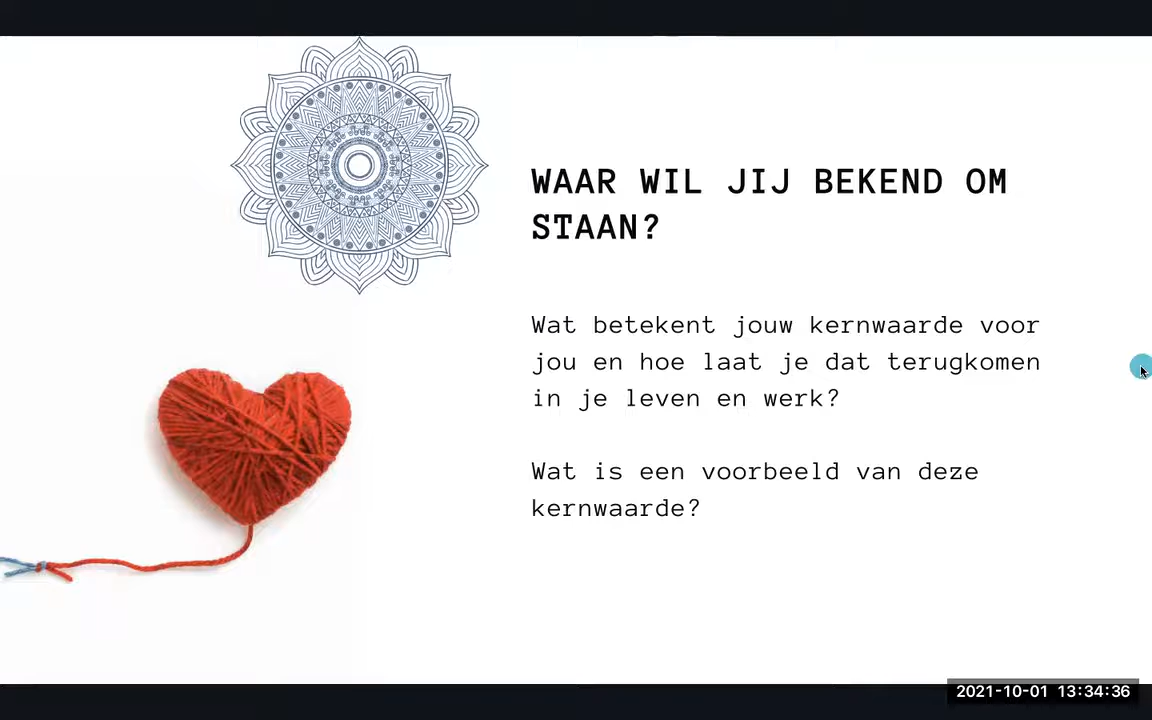 WAAR WIL JIJ BEKEND OM
STAAN?
Wat betekent jouw kernwaarde voor
jou en hoe laat je dat terugkomen
in je leven en werk?
Wat is een voorbeeld van deze
kernwaarde?
2021-10-01 13:34:36